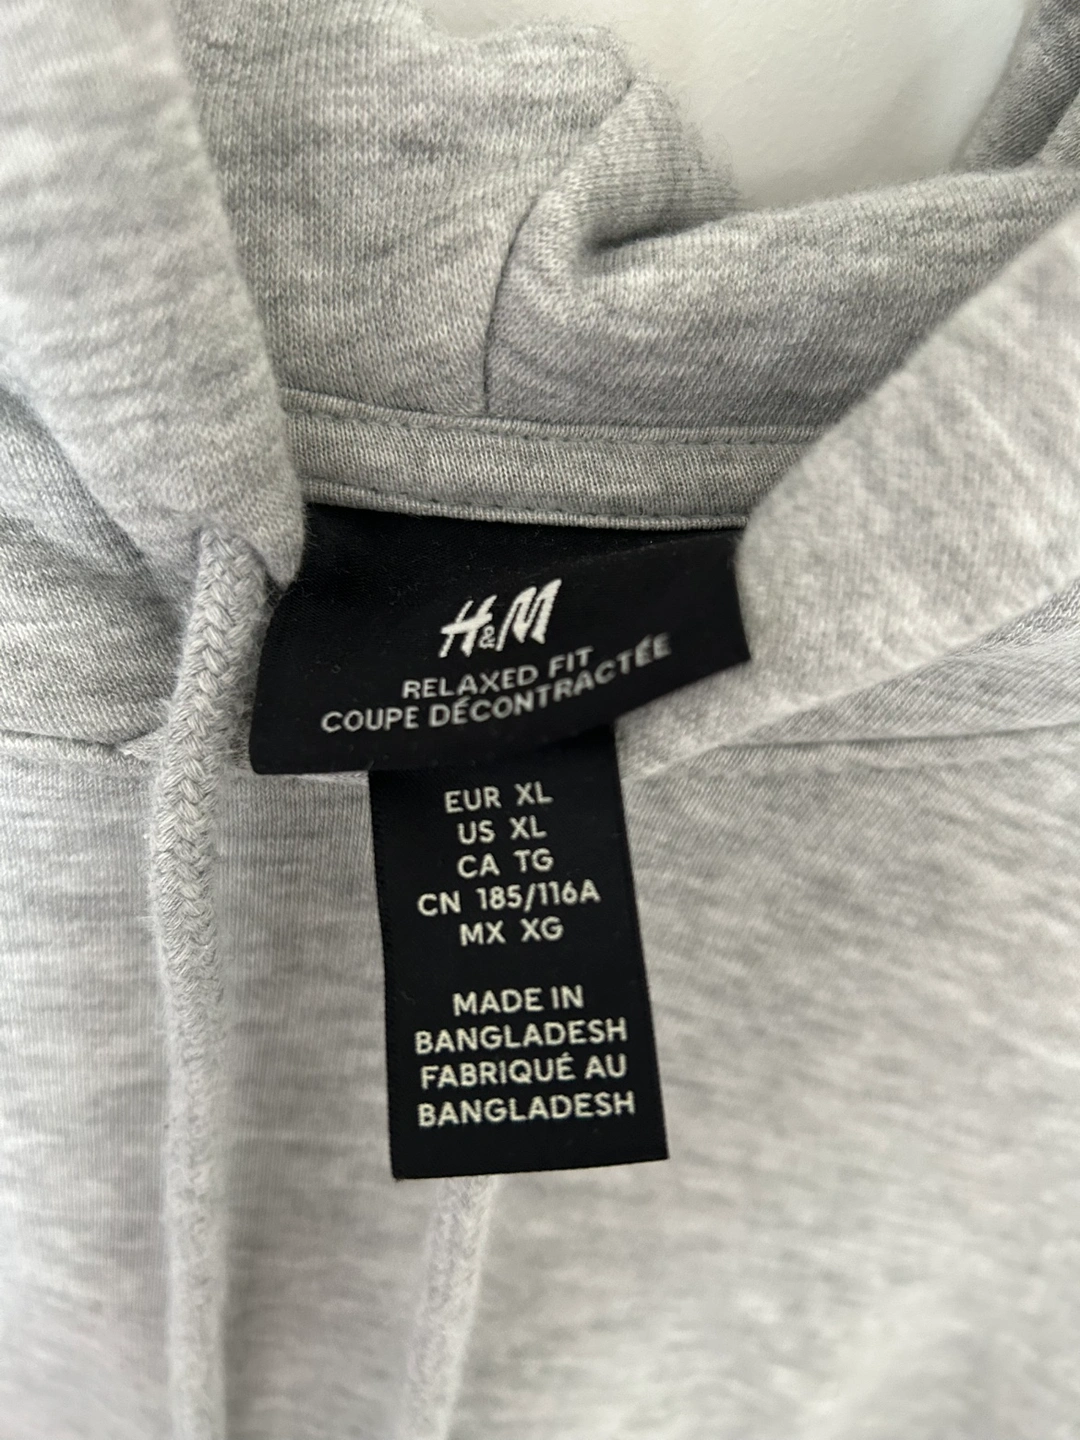 H&M
RELAXED FIT
COUPE DÉCONTRACTÉE
EUR XL
US XL
CA TG
CN 185/116A
MX XG
MADE IN
BANGLADESH
FABRIQUÉ AU
BANGLADESH